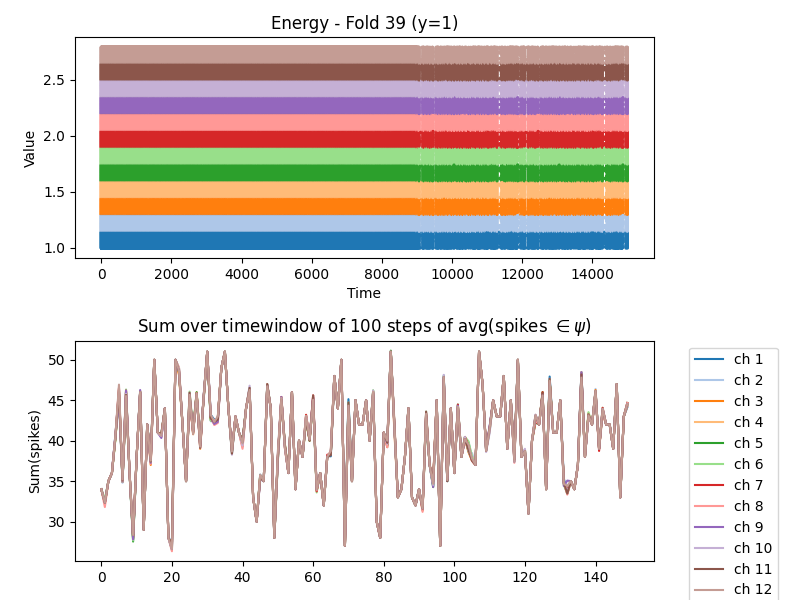 Energy - Fold 39 (y=1)
Value
2.5
2.0
1.5
1.0
0 2000 4000 6000 8000 10000 12000 14000
Time
Sum over timewindow of 100 steps of avg(spikes ∈ ψ)
Sum(spikes)
50
45
40
35
30
0 20 40 60 80 100 120 140
ch 1
ch 2
ch 3
ch 4
ch 5
ch 6
ch 7
ch 8
ch 9
ch 10
ch 11
ch 12